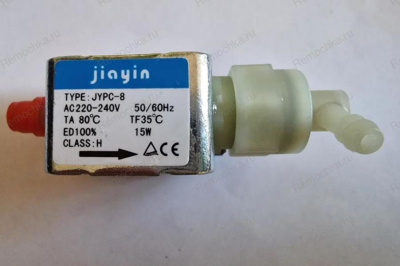 jiayin
TYPE:JYPC-8
AC220-240V 50/60Hz
TA 80℃ TF35℃
ED100% 15W
CLASS:H CE